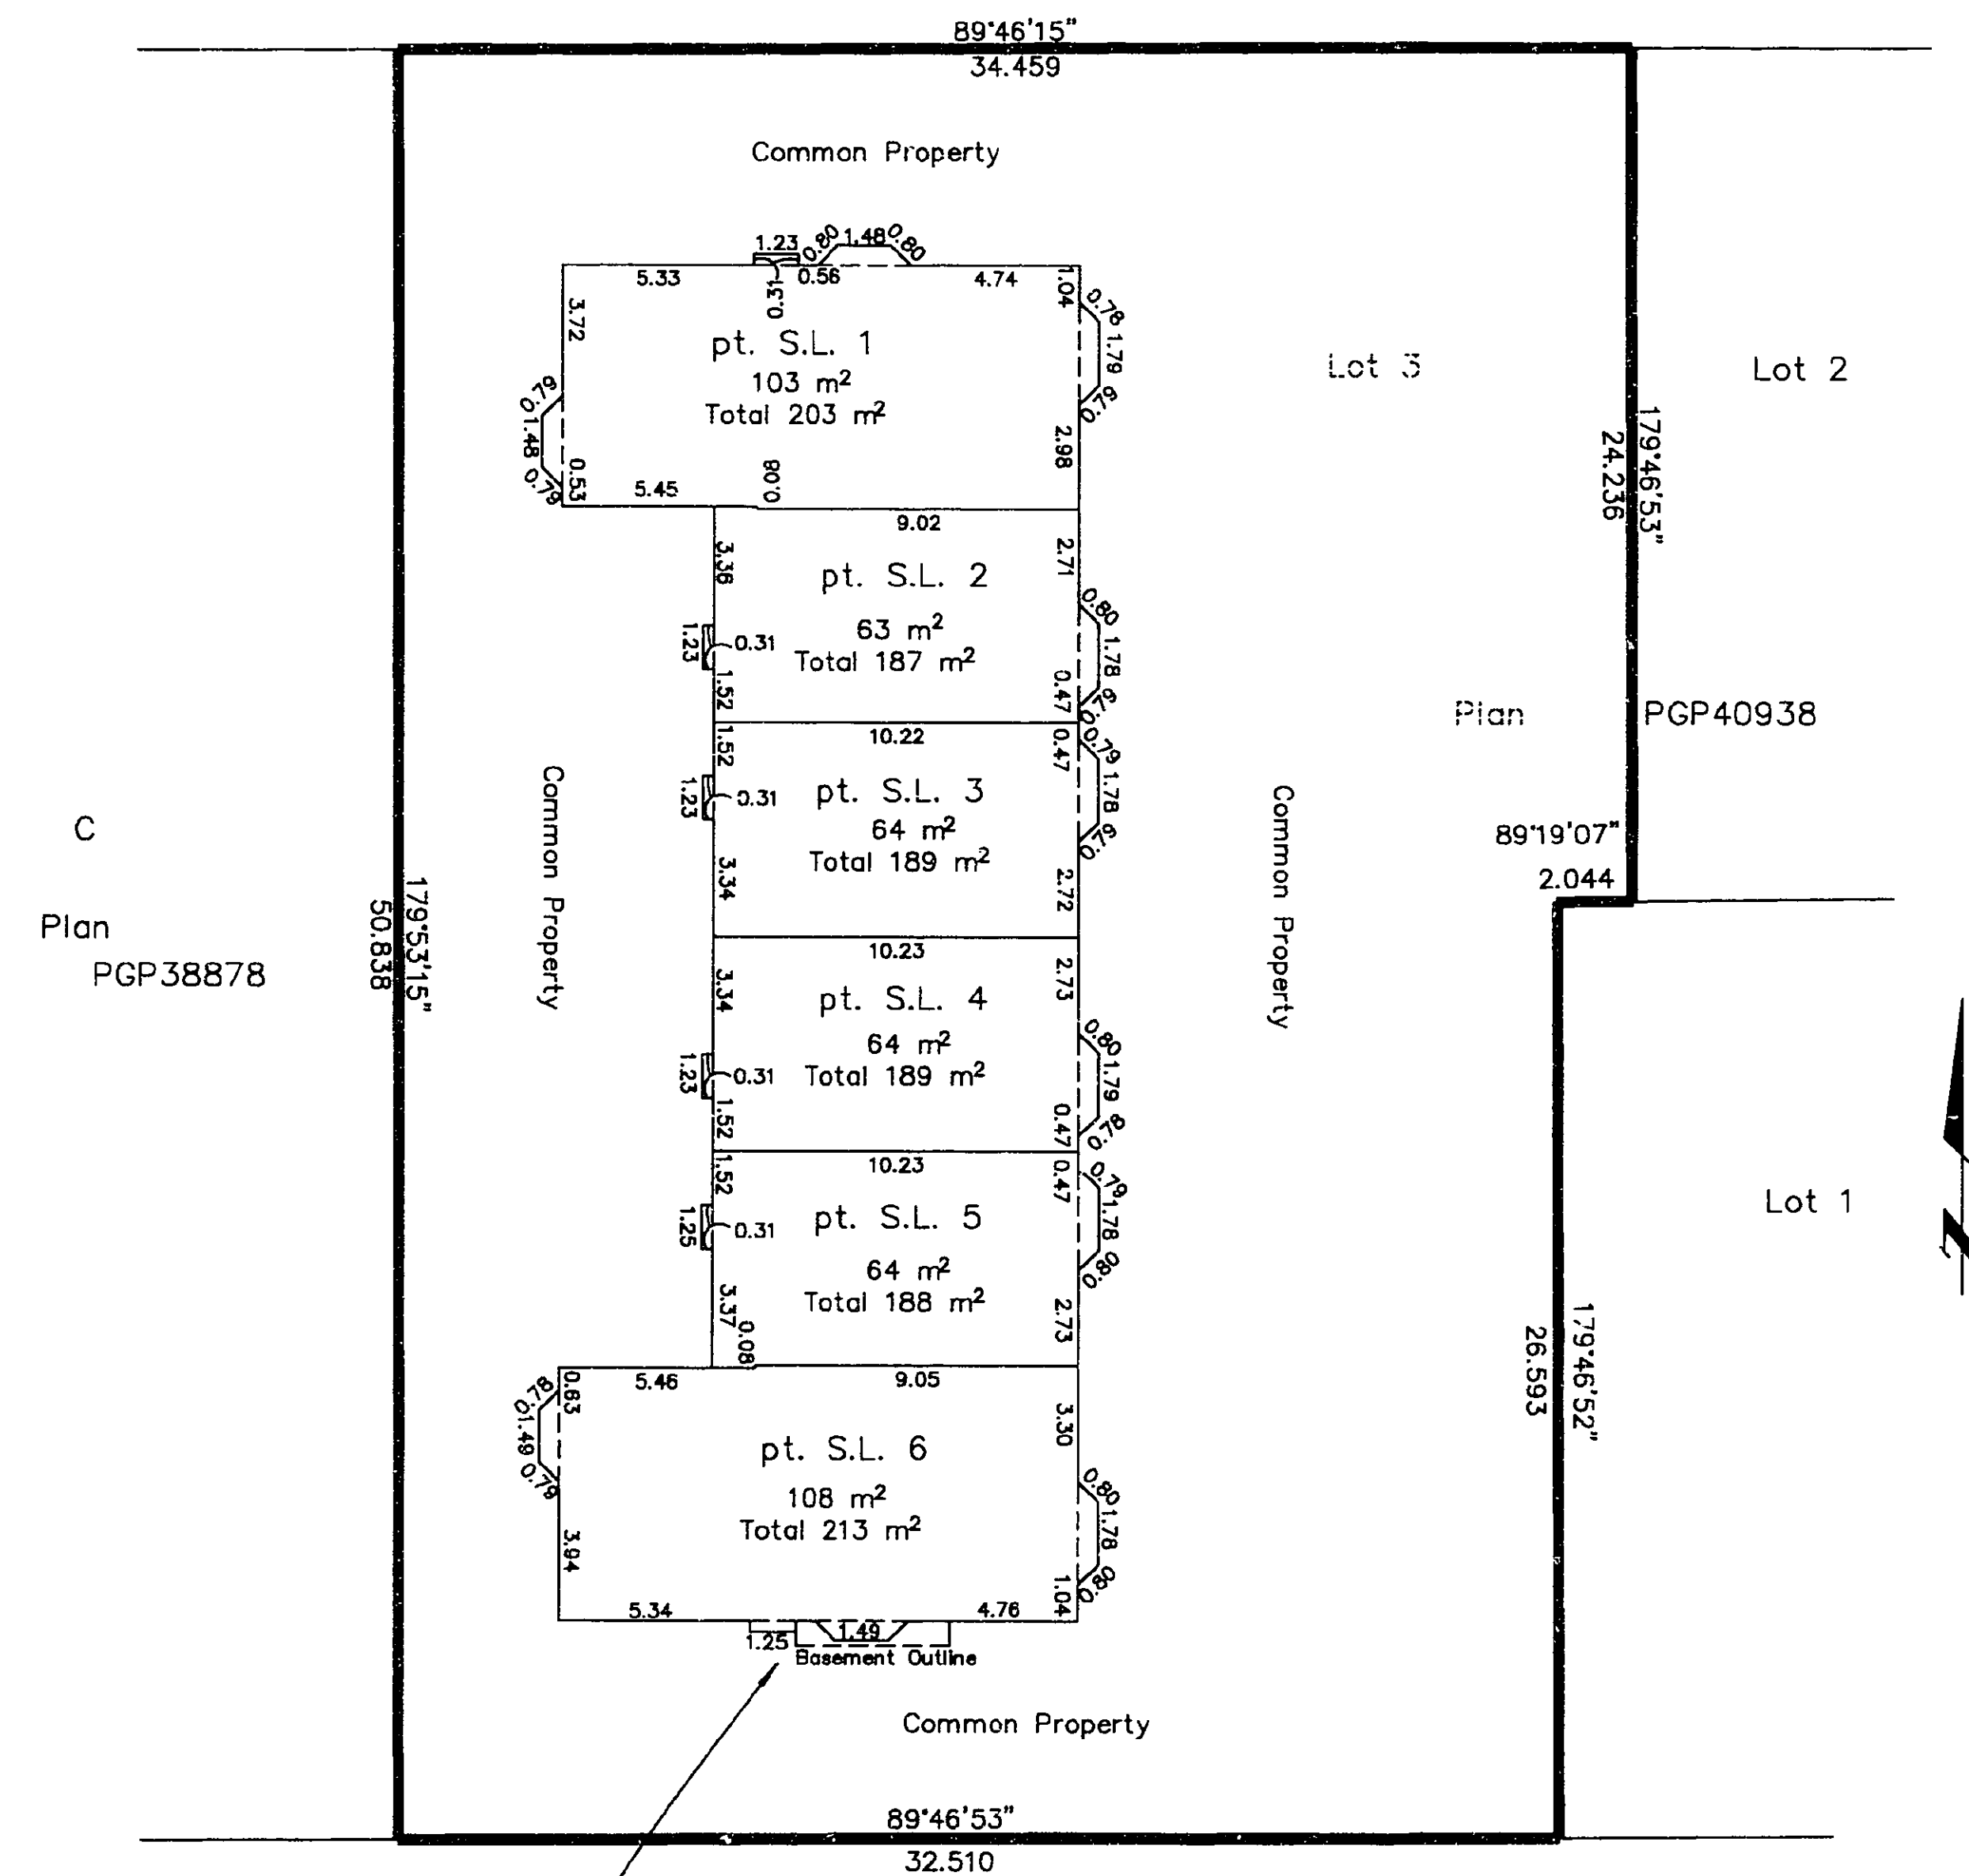 89°46'15"
34.459
Common Property
1.23
0.80
1.48
0.80
5.33
0.31
0.56
4.74
1.04
3.72
0.78
1.79
0.79
pt. S.L. 1
103 m²
Total 203 m²
Lot 3
Lot 2
0.79
1.48
0.79
0.53
2.98
5.45
0.08
179°46'53"
24.236
9.02
3.36
2.71
pt. S.L. 2
63 m²
Total 187 m²
1.23
0.31
1.52
0.80
1.78
0.79
0.47
Plan
PGP40938
1.52
10.22
0.47
0.79
1.78
0.79
1.23
0.31
pt. S.L. 3
64 m²
Total 189 m²
3.34
2.72
Common Property
Common Property
89°19'07"
2.044
C
Plan
PGP38878
179°53'15"
50.838
10.23
3.34
2.73
pt. S.L. 4
64 m²
Total 189 m²
1.23
0.31
1.52
0.80
1.79
0.78
0.47
1.52
10.23
0.47
0.79
1.78
0.80
1.25
0.31
pt. S.L. 5
64 m²
Total 188 m²
3.37
0.08
2.73
Lot 1
N
179°46'52"
26.593
5.46
9.05
0.63
0.78
1.49
0.79
3.30
pt. S.L. 6
108 m²
Total 213 m²
3.94
0.80
1.78
0.80
1.04
5.34
4.76
1.25
1.49
Basement Outline
Common Property
89°46'53"
32.510